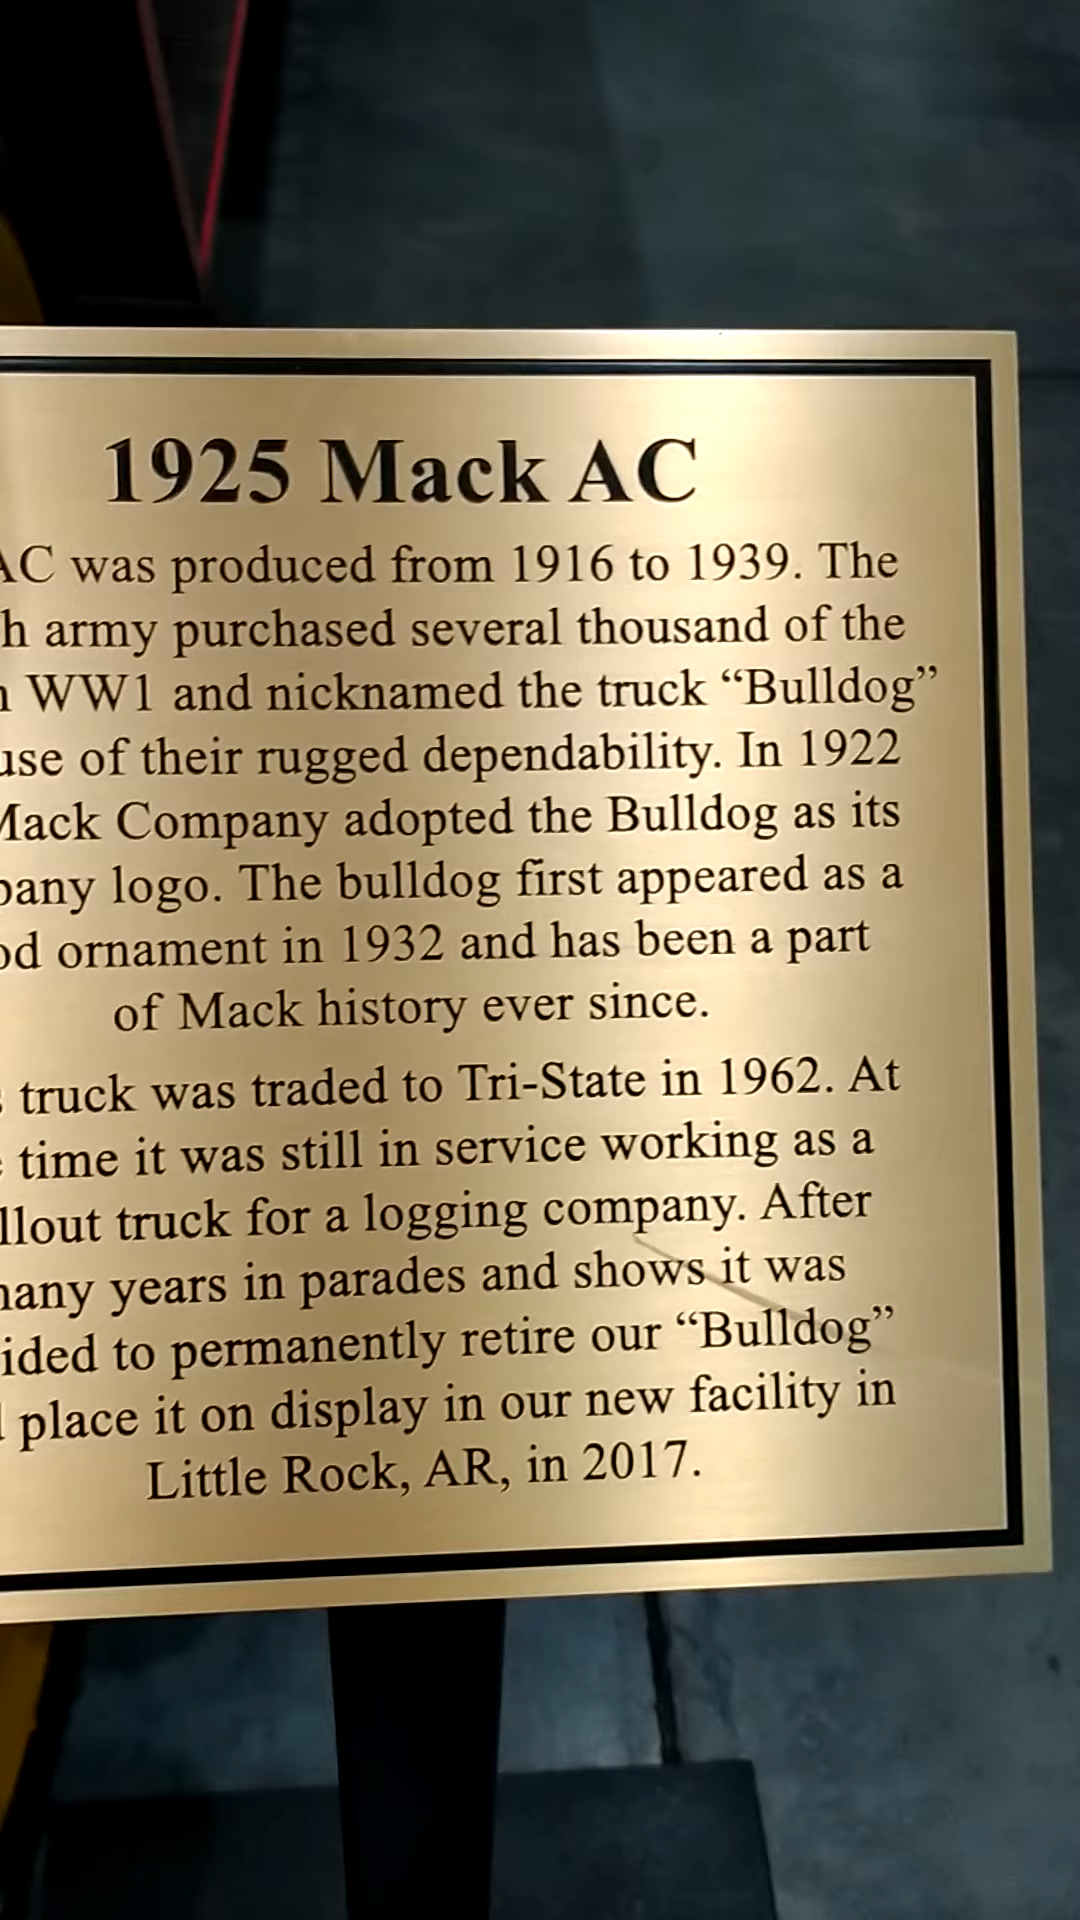 1925 Mack AC
AC was produced from 1916 to 1939. The
h army purchased several thousand of the
n WW1 and nicknamed the truck “Bulldog”
use of their rugged dependability. In 1922
Mack Company adopted the Bulldog as its
pany logo. The bulldog first appeared as a
od ornament in 1932 and has been a part
of Mack history ever since.
s truck was traded to Tri-State in 1962. At
e time it was still in service working as a
llout truck for a logging company. After
many years in parades and shows it was
ided to permanently retire our “Bulldog”
d place it on display in our new facility in
Little Rock, AR, in 2017.